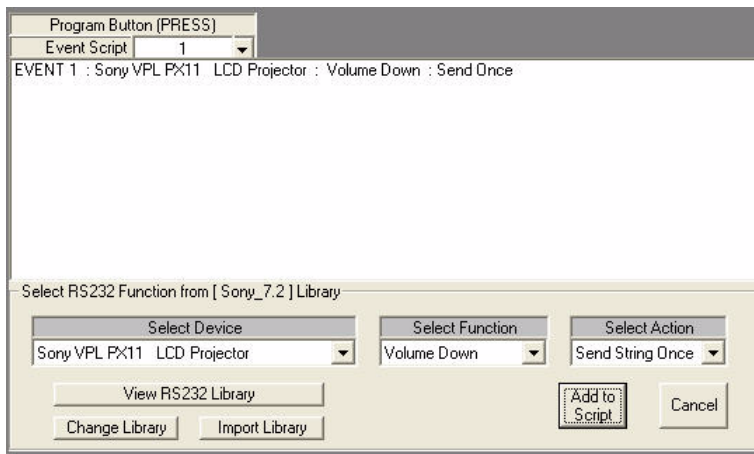 Program Button (PRESS)
Event Script 1
EVENT 1 : Sony VPL PX11 LCD Projector : Volume Down : Send Once
Select RS232 Function from [ Sony_7.2 ] Library
Select Device
Sony VPL PX11 LCD Projector
Select Function
Volume Down
Select Action
Send String Once
View RS232 Library
Change Library
Import Library
Add to
Script
Cancel